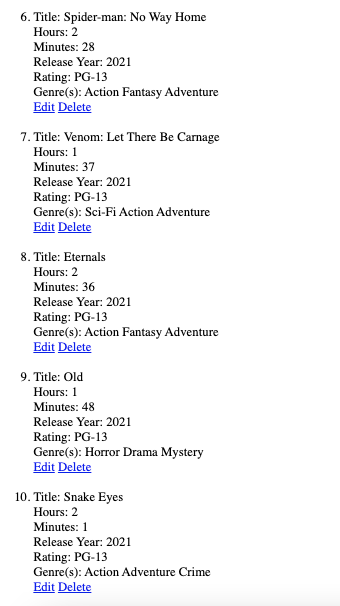 6. Title: Spider-man: No Way Home
Hours: 2
Minutes: 28
Release Year: 2021
Rating: PG-13
Genre(s): Action Fantasy Adventure
Edit Delete
7. Title: Venom: Let There Be Carnage
Hours: 1
Minutes: 37
Release Year: 2021
Rating: PG-13
Genre(s): Sci-Fi Action Adventure
Edit Delete
8. Title: Eternals
Hours: 2
Minutes: 36
Release Year: 2021
Rating: PG-13
Genre(s): Action Fantasy Adventure
Edit Delete
9. Title: Old
Hours: 1
Minutes: 48
Release Year: 2021
Rating: PG-13
Genre(s): Horror Drama Mystery
Edit Delete
10. Title: Snake Eyes
Hours: 2
Minutes: 1
Release Year: 2021
Rating: PG-13
Genre(s): Action Adventure Crime
Edit Delete